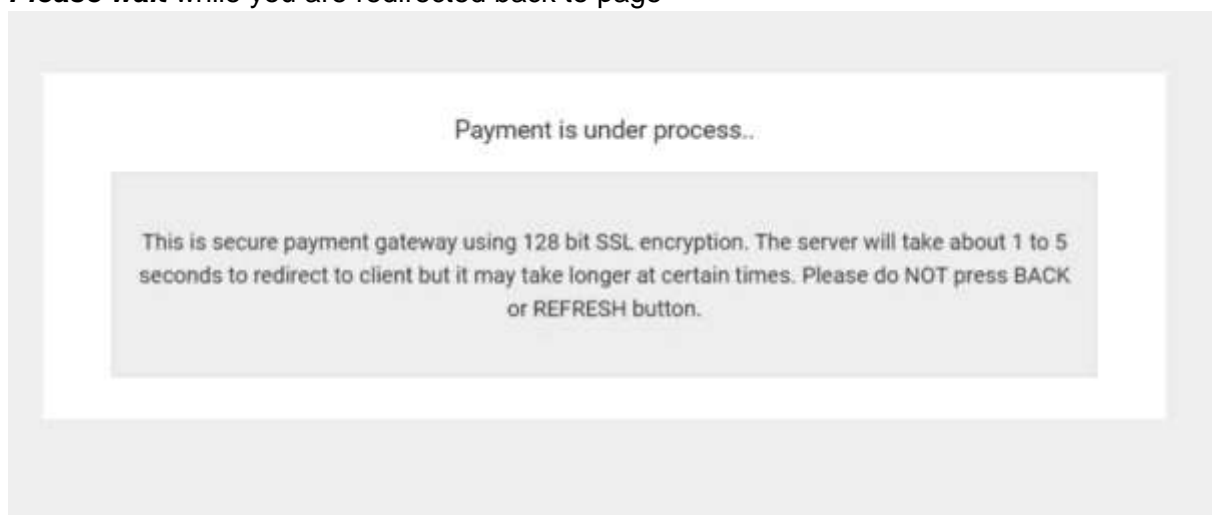 Please wait while you are redirected back to page
Payment is under process..
This is secure payment gateway using 128 bit SSL encryption. The server will take about 1 to 5
seconds to redirect to client but it may take longer at certain times. Please do NOT press BACK
or REFRESH button.